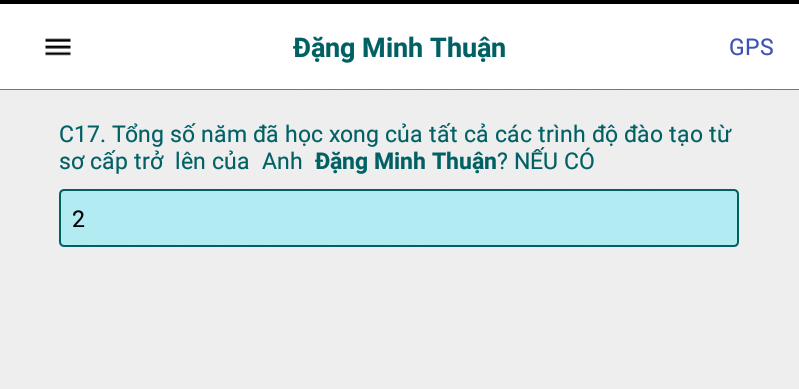 Đặng Minh Thuận
GPS
C17. Tổng số năm đã học xong của tất cả các trình độ đào tạo từ
sơ cấp trở lên của Anh Đặng Minh Thuận? NẾU CÓ
2